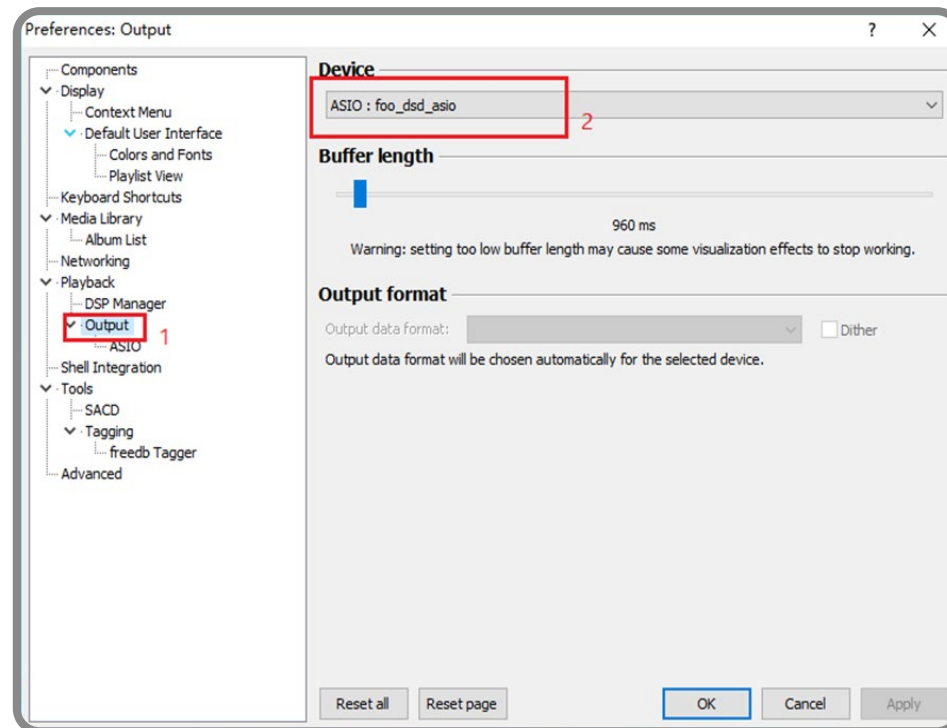 Preferences: Output
?
Components
Display
Context Menu
Default User Interface
Colors and Fonts
Playlist View
Keyboard Shortcuts
Media Library
Album List
Networking
Playback
DSP Manager
Output
1
ASIO
Shell Integration
Tools
SACD
Tagging
freedb Tagger
Advanced
Device
ASIO : foo_dsd_asio
2
Buffer length
960 ms
Warning: setting too low buffer length may cause some visualization effects to stop working.
Output format
Output data format:
Dither
Output data format will be chosen automatically for the selected device.
Reset all
Reset page
OK
Cancel
Apply